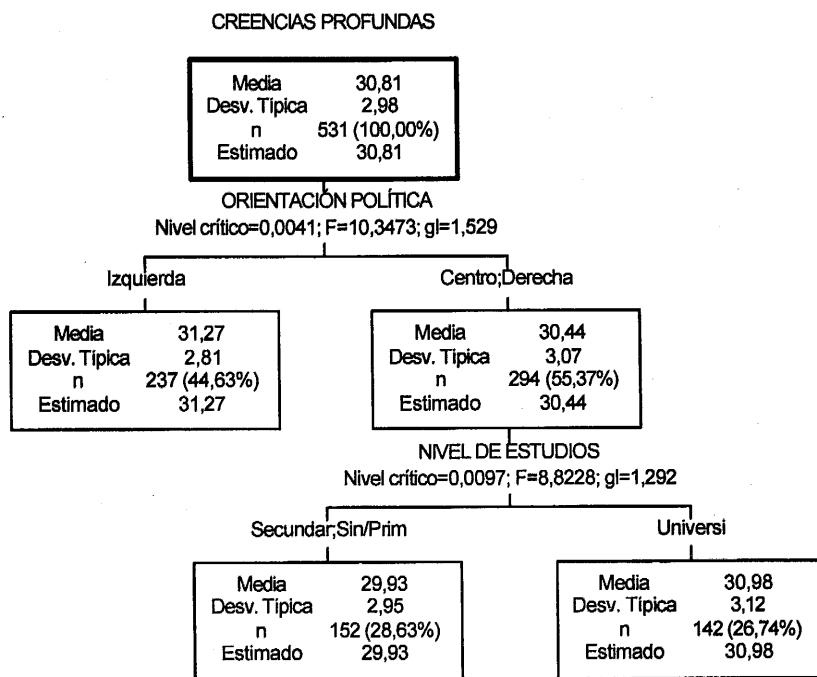 CREENCIAS PROFUNDAS
Media 30,81
Desv. Típica 2,98
n 531 (100,00%)
Estimado 30,81
ORIENTACIÓN POLÍTICA
Nivel crítico=0,0041; F=10,3473; gl=1,529
Izquierda
Centro;Derecha
Media 31,27
Desv. Típica 2,81
n 237 (44,63%)
Estimado 31,27
Media 30,44
Desv. Típica 3,07
n 294 (55,37%)
Estimado 30,44
NIVEL DE ESTUDIOS
Nivel crítico=0,0097; F=8,8228; gl=1,292
Secundar;Sin/Prim
Universi
Media 29,93
Desv. Típica 2,95
n 152 (28,63%)
Estimado 29,93
Media 30,98
Desv. Típica 3,12
n 142 (26,74%)
Estimado 30,98